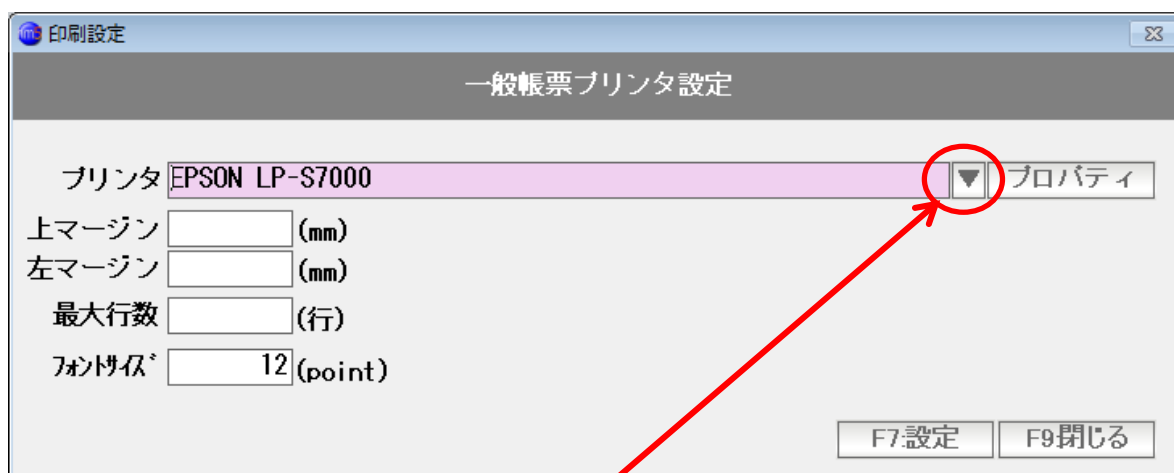 印刷設定
一般帳票プリンタ設定
プリンタ EPSON LP-S7000 ▼ プロパティ
上マージン (mm)
左マージン (mm)
最大行数 (行)
ﾌｫﾝﾄｻｲｽﾞ 12 (point)
F7:設定 F9:閉じる